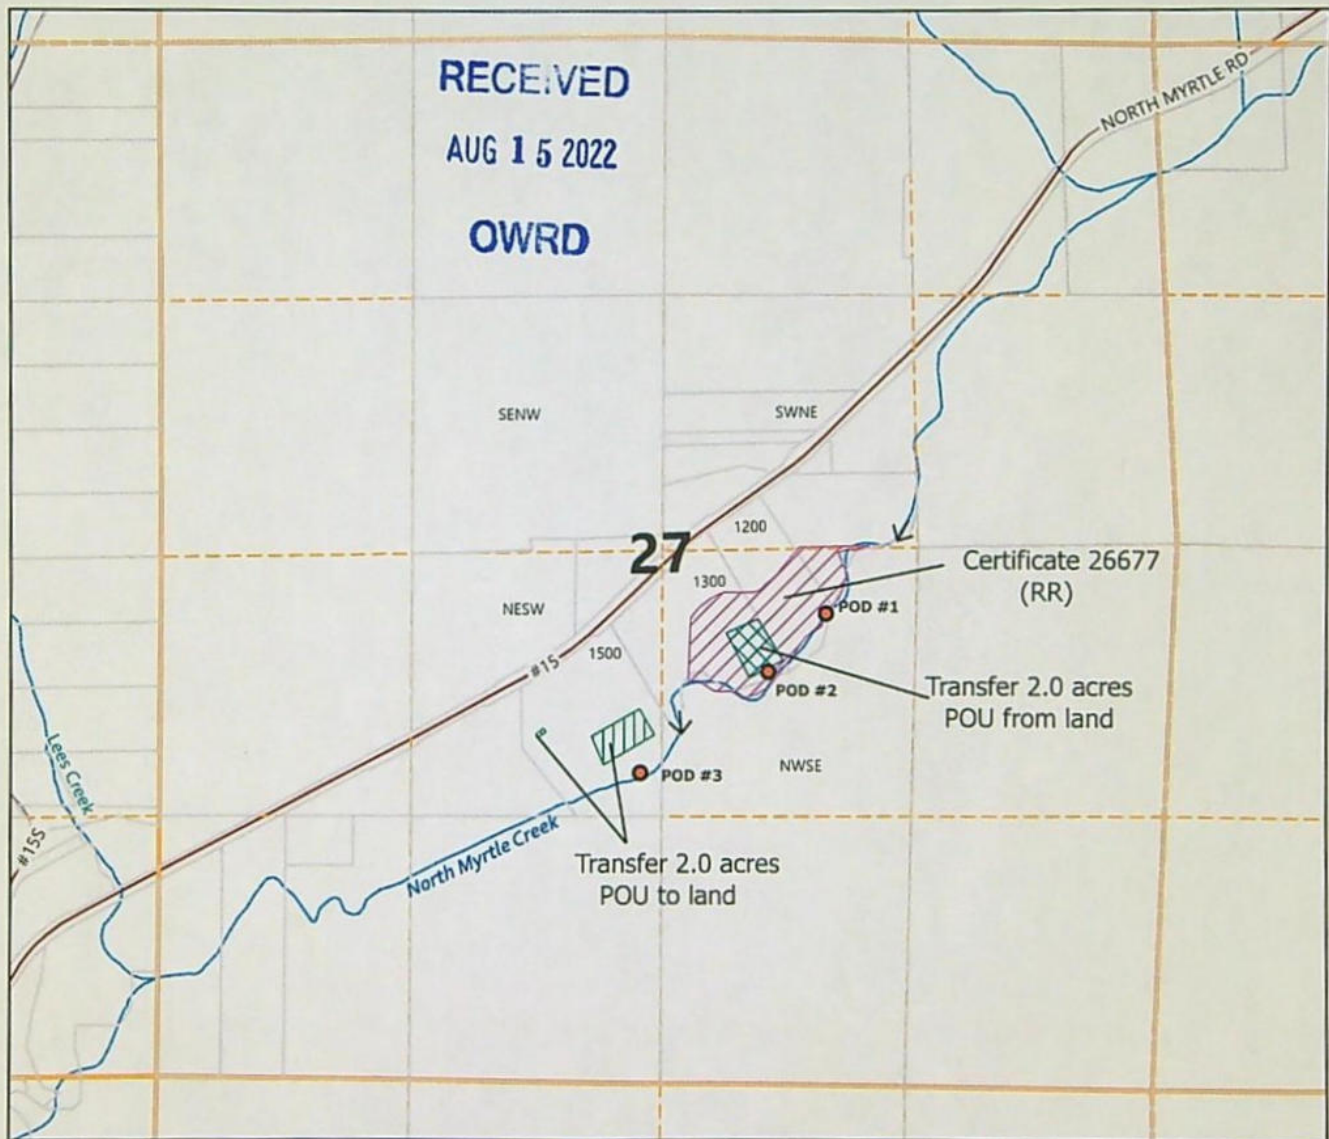 RECEIVED
AUG 15 2022
OWRD
NORTH MYRTLE RD
SENW
SWNE
1200
27
Certificate 26677
(RR)
1300
NESW
POD #1
1500
#15
Transfer 2.0 acres
POU from land
POD #2
Lees Creek
NWSE
POD #3
#15S
North Myrtle Creek
Transfer 2.0 acres
POU to land